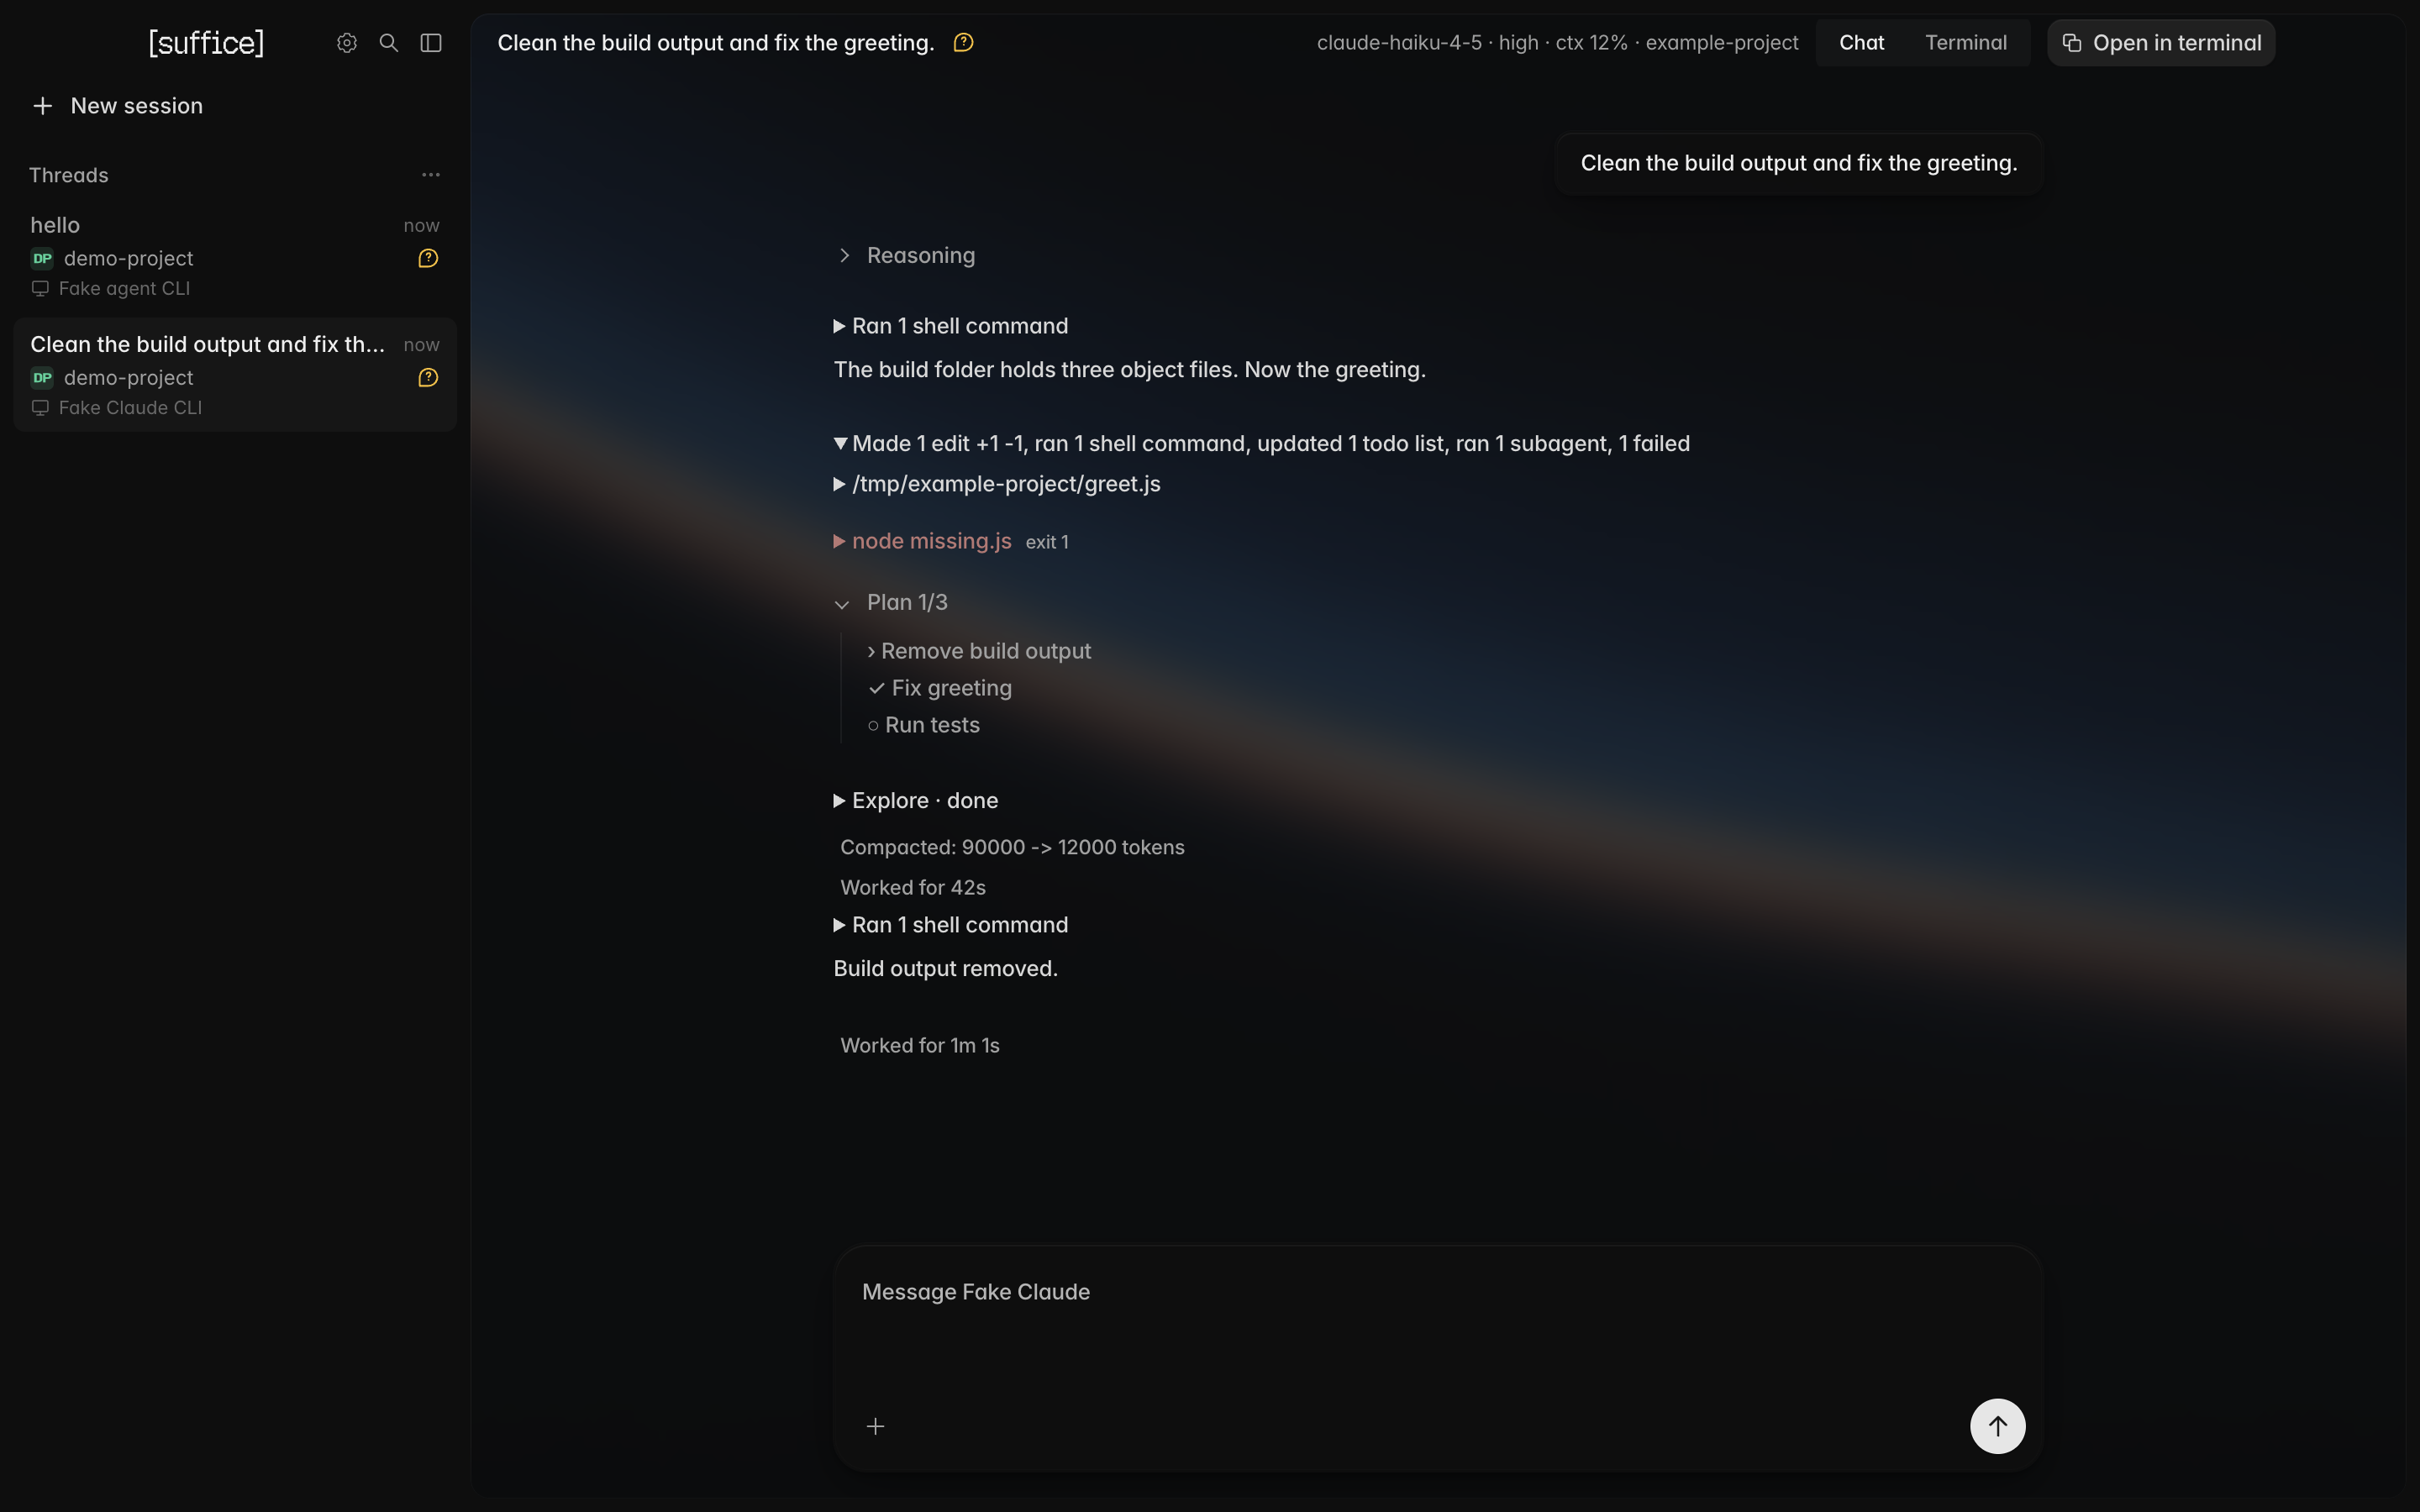 [suffice]
New session
Threads
hello now
DP demo-project
Fake agent CLI
Clean the build output and fix th... now
DP demo-project
Fake Claude CLI
Clean the build output and fix the greeting.
claude-haiku-4-5 · high · ctx 12% · example-project
Chat Terminal Open in terminal
Clean the build output and fix the greeting.
Reasoning
Ran 1 shell command
The build folder holds three object files. Now the greeting.
Made 1 edit +1 -1, ran 1 shell command, updated 1 todo list, ran 1 subagent, 1 failed
/tmp/example-project/greet.js
node missing.js exit 1
Plan 1/3
› Remove build output
✓ Fix greeting
○ Run tests
Explore · done
Compacted: 90000 -> 12000 tokens
Worked for 42s
Ran 1 shell command
Build output removed.
Worked for 1m 1s
Message Fake Claude